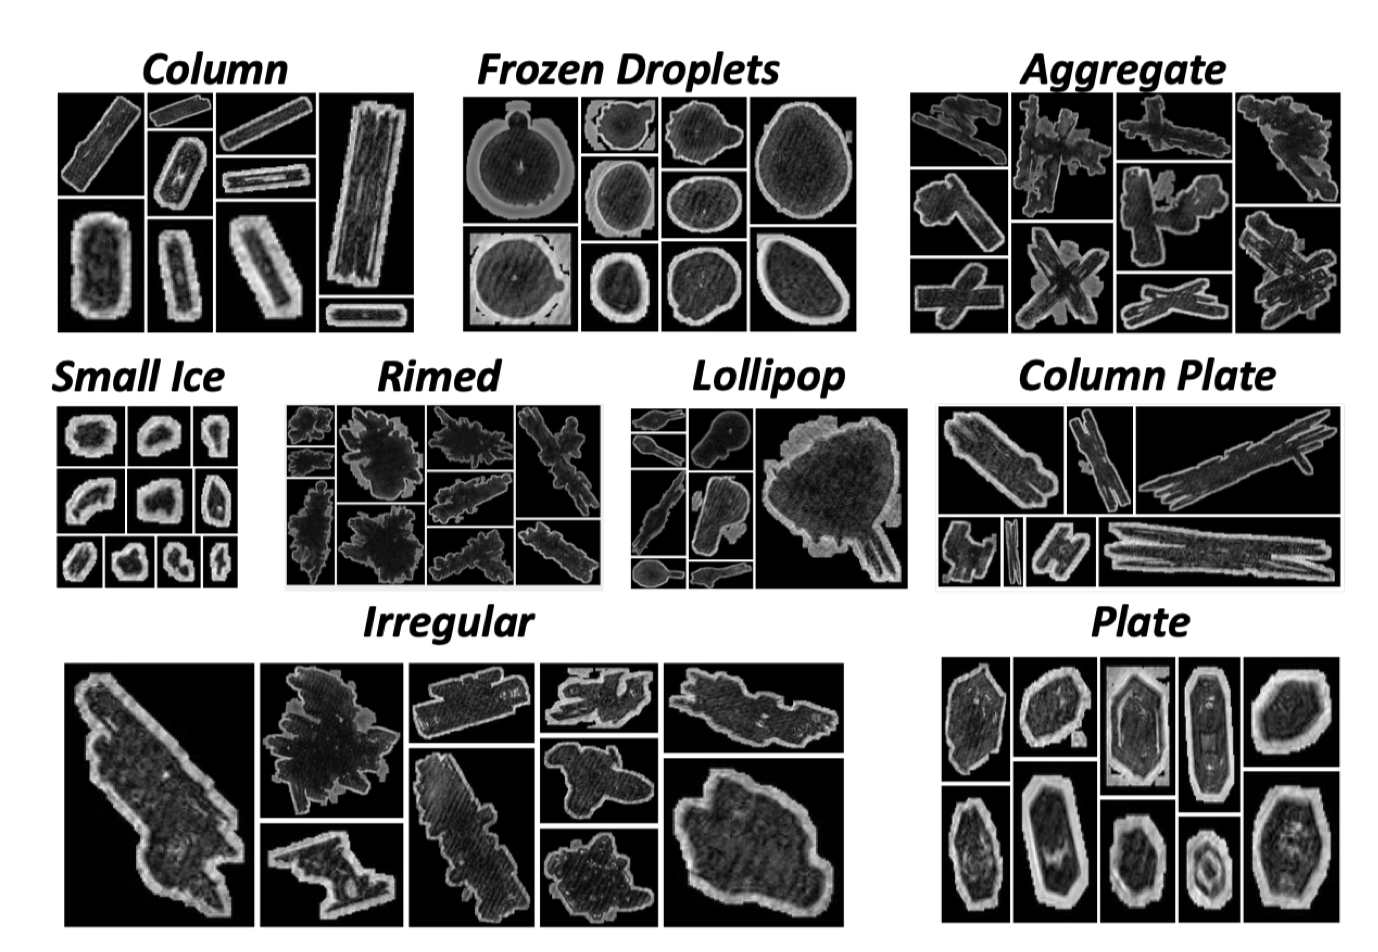 Column
Frozen Droplets
Aggregate
Small Ice
Rimed
Lollipop
Column Plate
Irregular
Plate